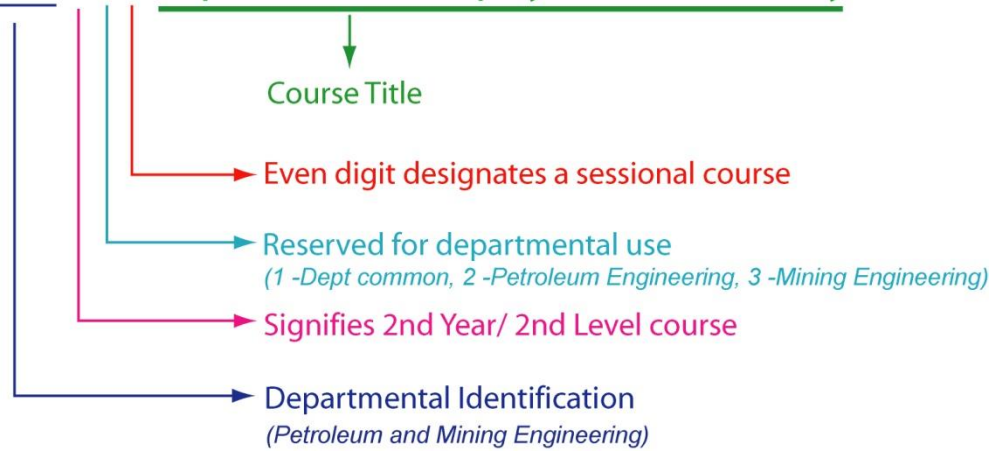 Course Title
Even digit designates a sessional course
Reserved for departmental use
(1 -Dept common, 2 -Petroleum Engineering, 3 -Mining Engineering)
Signifies 2nd Year/ 2nd Level course
Departmental Identification
(Petroleum and Mining Engineering)